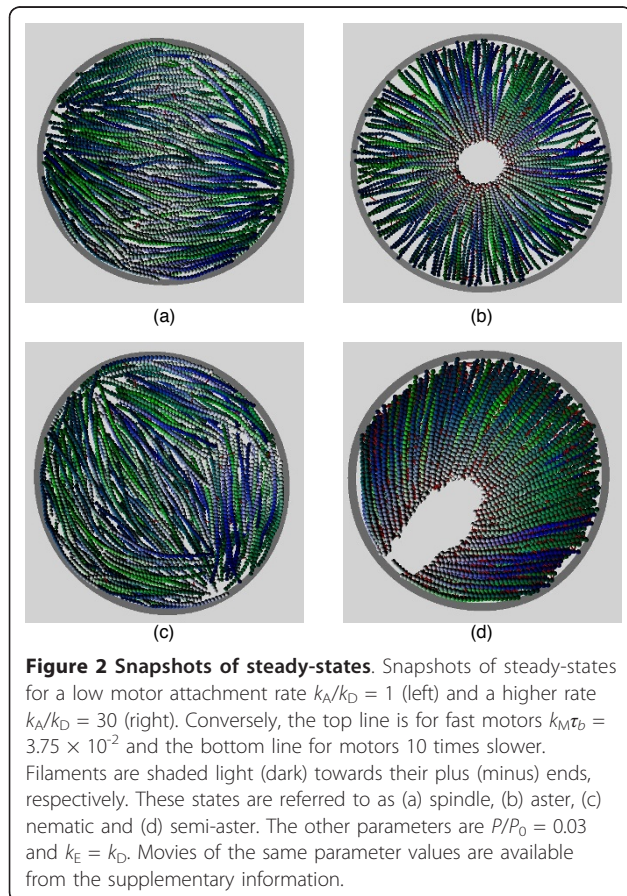 (a)
(b)
(c)
(d)
Figure 2 Snapshots of steady-states. Snapshots of steady-states
for a low motor attachment rate kA/kD = 1 (left) and a higher rate
kA/kD = 30 (right). Conversely, the top line is for fast motors kMτb =
3.75 × 10⁻² and the bottom line for motors 10 times slower.
Filaments are shaded light (dark) towards their plus (minus) ends,
respectively. These states are referred to as (a) spindle, (b) aster, (c)
nematic and (d) semi-aster. The other parameters are P/P₀ = 0.03
and kE = kD. Movies of the same parameter values are available
from the supplementary information.